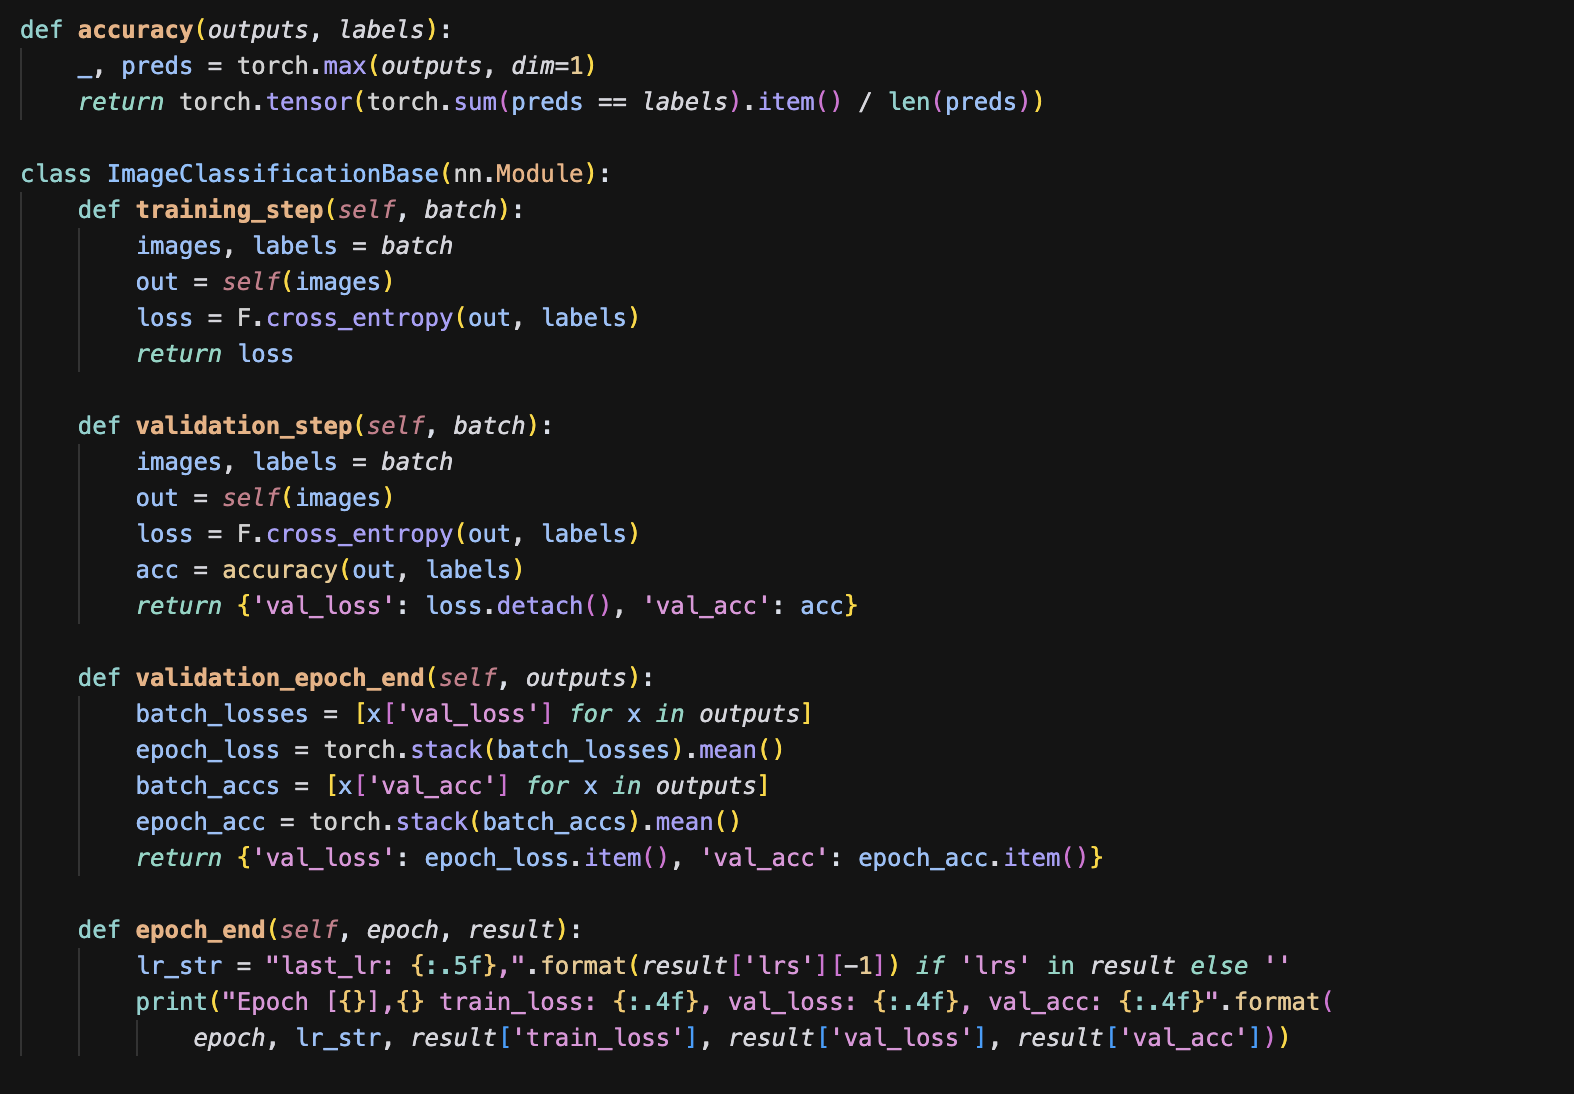 def accuracy(outputs, labels):
    _, preds = torch.max(outputs, dim=1)
    return torch.tensor(torch.sum(preds == labels).item() / len(preds))

class ImageClassificationBase(nn.Module):
    def training_step(self, batch):
        images, labels = batch
        out = self(images)
        loss = F.cross_entropy(out, labels)
        return loss

    def validation_step(self, batch):
        images, labels = batch
        out = self(images)
        loss = F.cross_entropy(out, labels)
        acc = accuracy(out, labels)
        return {'val_loss': loss.detach(), 'val_acc': acc}

    def validation_epoch_end(self, outputs):
        batch_losses = [x['val_loss'] for x in outputs]
        epoch_loss = torch.stack(batch_losses).mean()
        batch_accs = [x['val_acc'] for x in outputs]
        epoch_acc = torch.stack(batch_accs).mean()
        return {'val_loss': epoch_loss.item(), 'val_acc': epoch_acc.item()}

    def epoch_end(self, epoch, result):
        lr_str = "last_lr: {:.5f},".format(result['lrs'][-1]) if 'lrs' in result else ''
        print("Epoch [{}],{} train_loss: {:.4f}, val_loss: {:.4f}, val_acc: {:.4f}".format(
            epoch, lr_str, result['train_loss'], result['val_loss'], result['val_acc']))